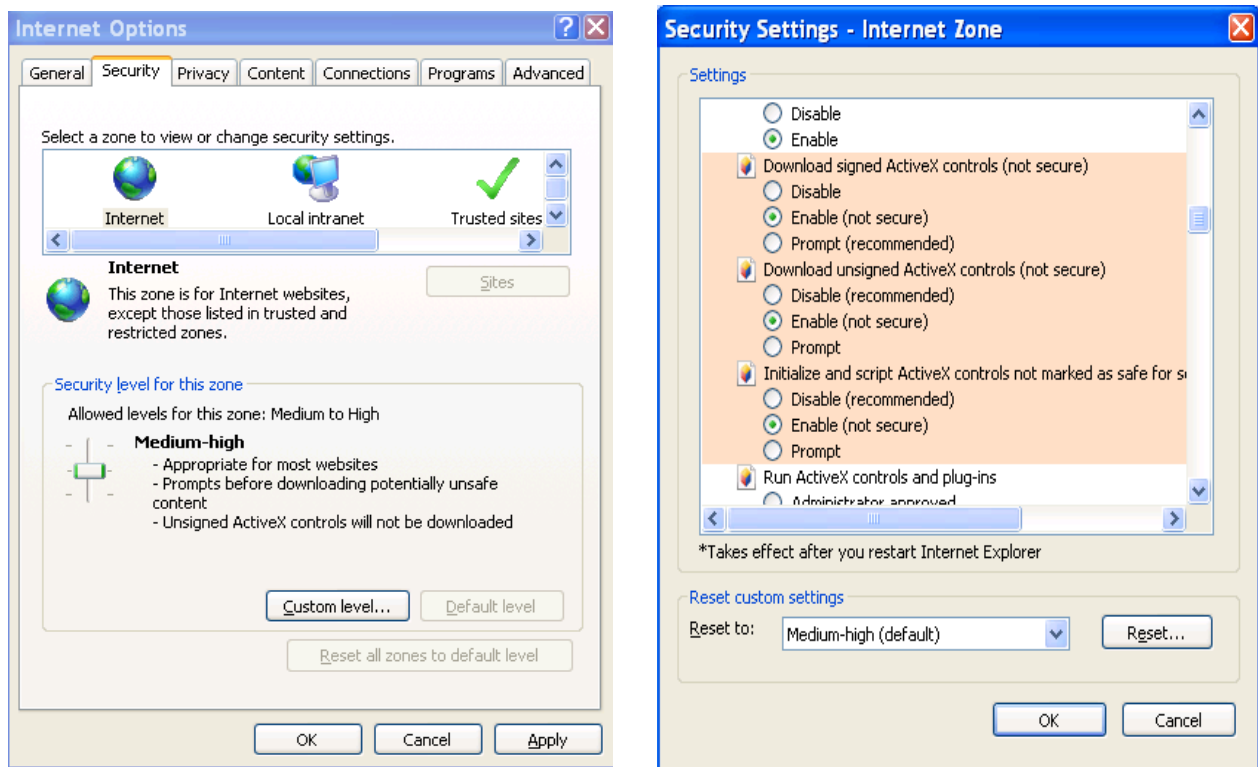 Internet Options
General Security Privacy Content Connections Programs Advanced
Select a zone to view or change security settings.
Internet Local intranet Trusted sites
Internet
Sites
This zone is for Internet websites,
except those listed in trusted and
restricted zones.
Security level for this zone
Allowed levels for this zone: Medium to High
Medium-high
- Appropriate for most websites
- Prompts before downloading potentially unsafe
content
- Unsigned ActiveX controls will not be downloaded
Custom level... Default level
Reset all zones to default level
OK Cancel Apply
Security Settings - Internet Zone
Settings
Disable
Enable
Download signed ActiveX controls (not secure)
Disable
Enable (not secure)
Prompt (recommended)
Download unsigned ActiveX controls (not secure)
Disable (recommended)
Enable (not secure)
Prompt
Initialize and script ActiveX controls not marked as safe for s
Disable (recommended)
Enable (not secure)
Prompt
Run ActiveX controls and plug-ins
Administrator approved
*Takes effect after you restart Internet Explorer
Reset custom settings
Reset to: Medium-high (default) Reset...
OK Cancel